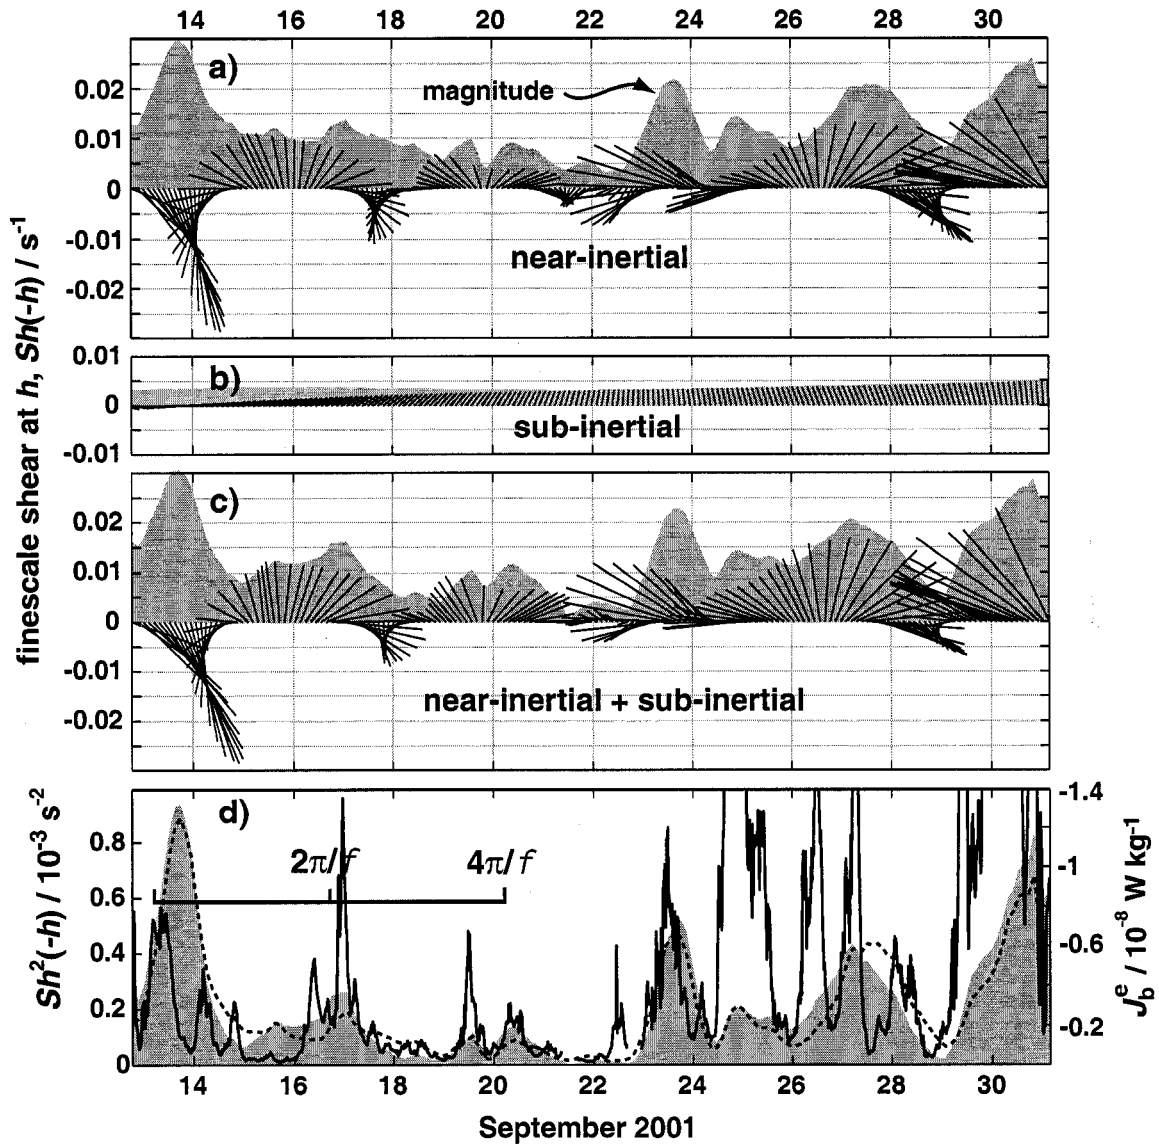 14 16 18 20 22 24 26 28 30
a)
magnitude
0.02
0.01
0
-0.01
-0.02
near-inertial
finescale shear at h, Sh(-h) / s⁻¹
0.01
0
-0.01
b)
sub-inertial
c)
0.02
0.01
0
-0.01
-0.02
near-inertial + sub-inertial
d)
Sh²(-h) / 10⁻³ s⁻²
0.8
0.6
0.4
0.2
0
2π/f
4π/f
-1.4
-1
-0.6
-0.2
Jbᵉ / 10⁻⁸ W kg⁻¹
14 16 18 20 22 24 26 28 30
September 2001